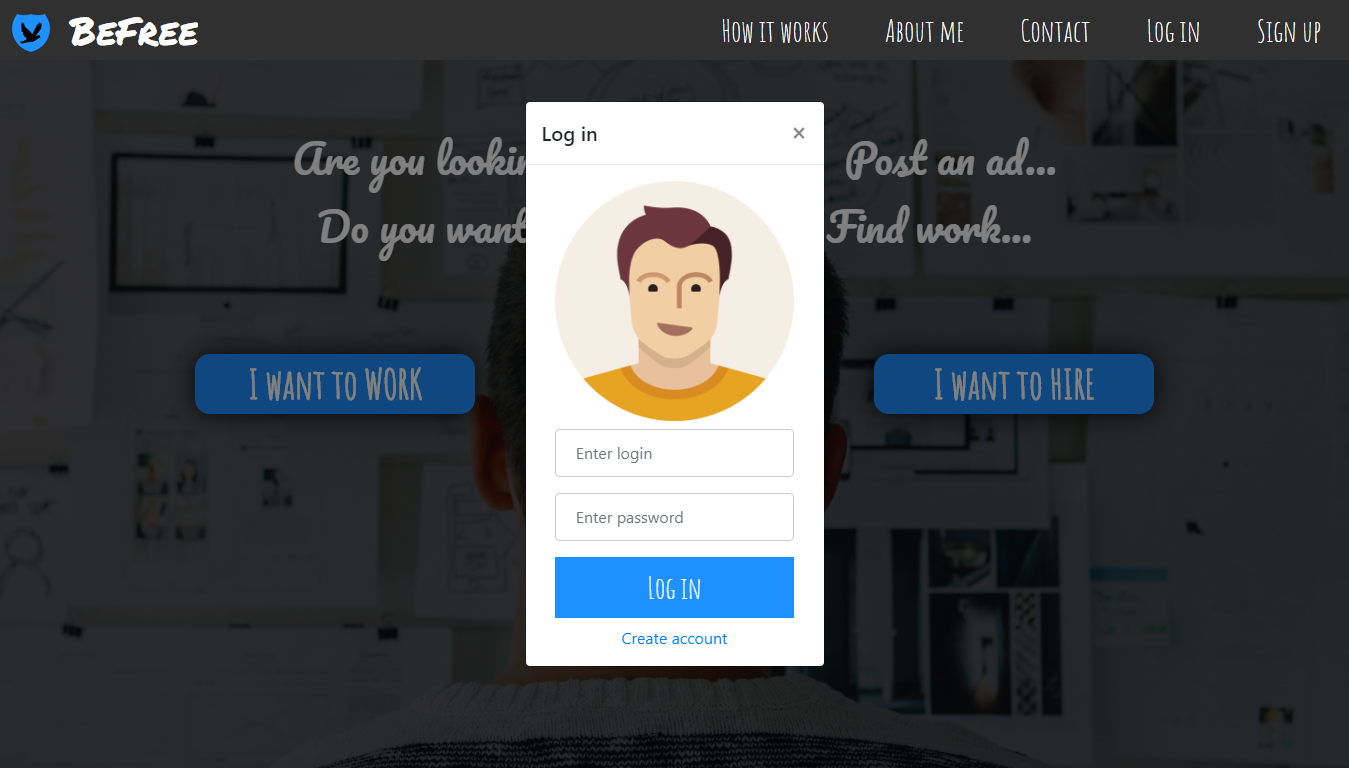 BeFree
How it works
About me
Contact
Log in
Sign up
Log in
×
Are you lookin
Post an ad...
Do you want
Find work...
I want to WORK
I want to HIRE
Enter login
Enter password
Log in
Create account